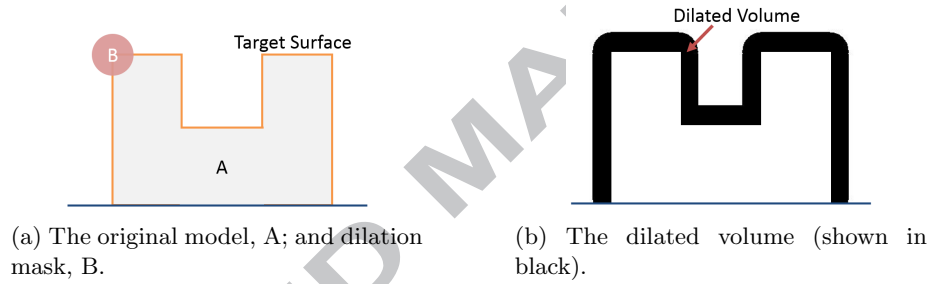 B
Target Surface
A
(a) The original model, A; and dilation
mask, B.
Dilated Volume
(b) The dilated volume (shown in
black).